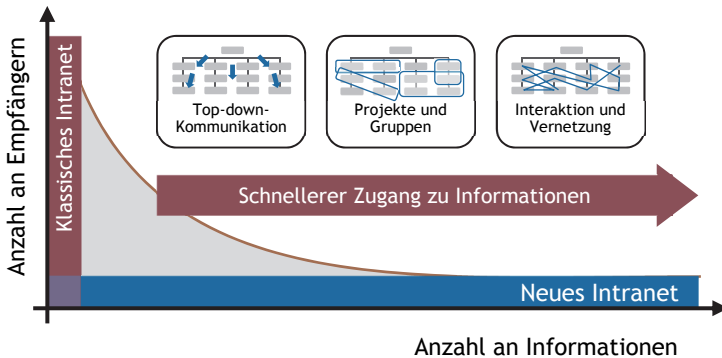 Anzahl an Empfängern
Klassisches Intranet
Top-down-
Kommunikation
Projekte und
Gruppen
Interaktion und
Vernetzung
Schnellerer Zugang zu Informationen
Neues Intranet
Anzahl an Informationen